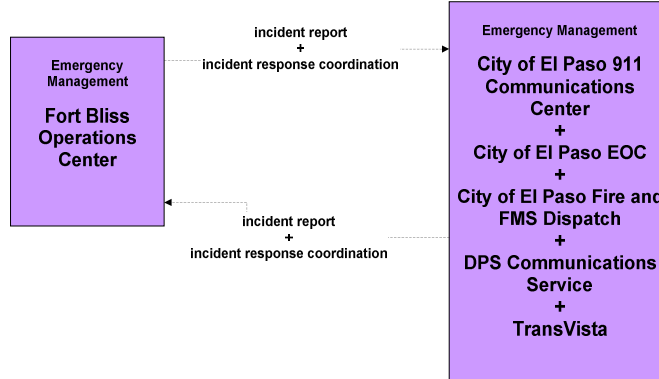 Emergency
Management
Fort Bliss
Operations
Center
incident report
+
incident response coordination
incident report
+
incident response coordination
Emergency Management
City of El Paso 911
Communications
Center
+
City of El Paso EOC
+
City of El Paso Fire and
FMS Dispatch
+
DPS Communications
Service
+
TransVista